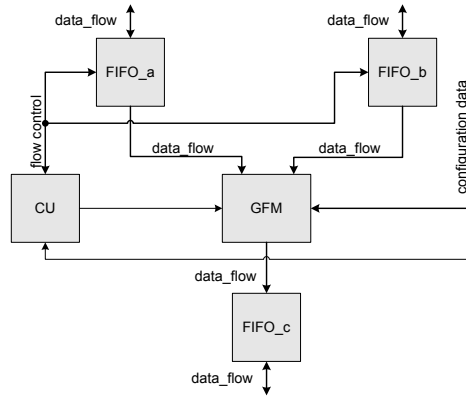 data_flow
data_flow
FIFO_a
FIFO_b
flow control
configuration data
data_flow
data_flow
CU
GFM
data_flow
FIFO_c
data_flow